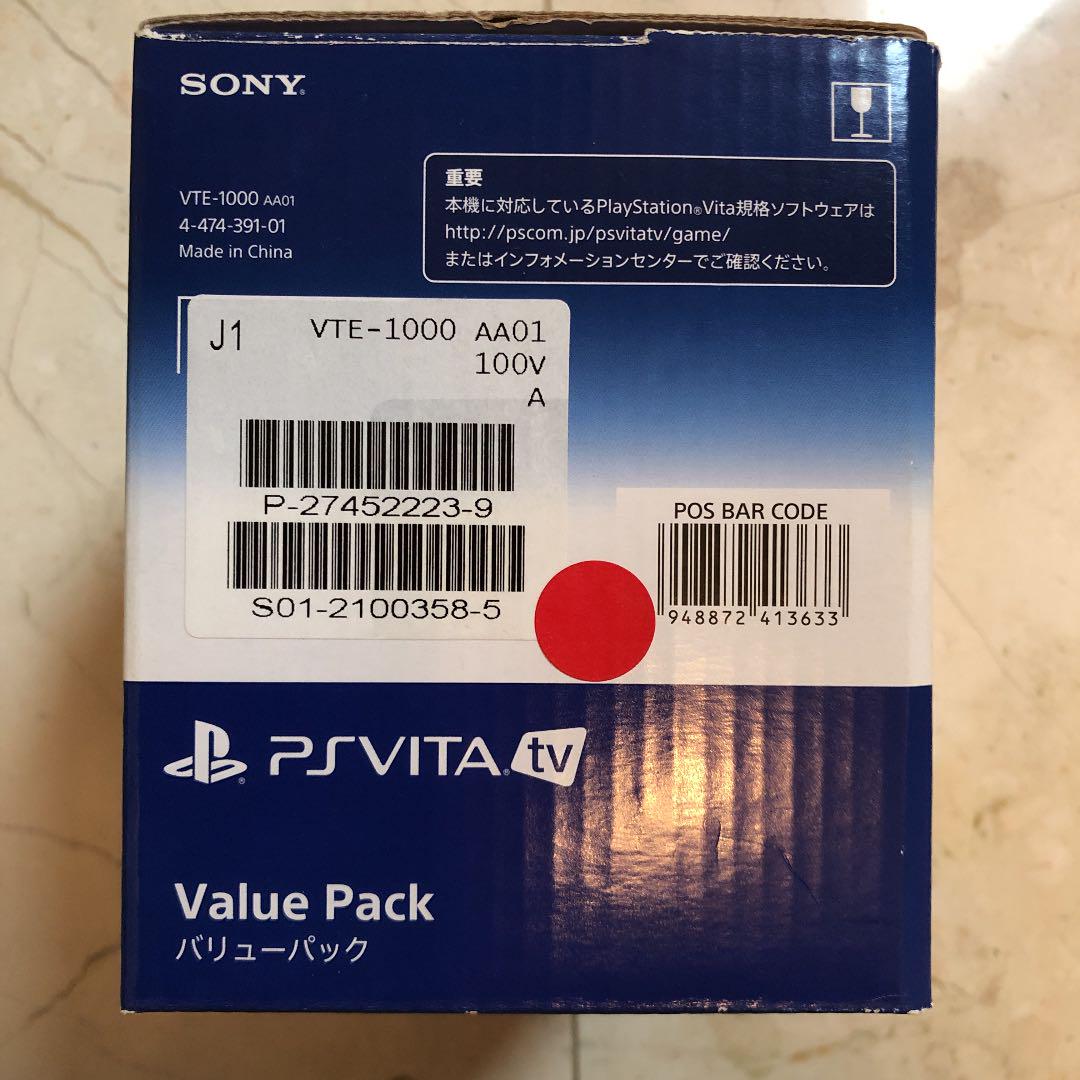 SONY®
VTE-1000 AA01
4-474-391-01
Made in China
重要
本機に対応しているPlayStation®Vita規格ソフトウェアは
http://pscom.jp/psvitatv/game/
またはインフォメーションセンターでご確認ください。
J1
VTE-1000 AA01
100V
A
P-27452223-9
S01-2100358-5
POS BAR CODE
948872 413633
PSVITA® tv
Value Pack
バリューパック